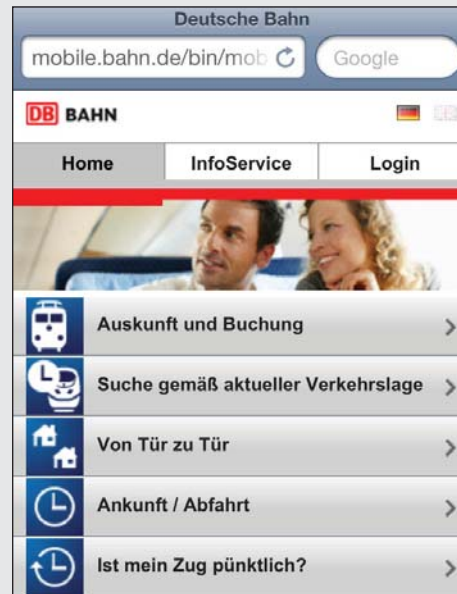 Deutsche Bahn
mobile.bahn.de/bin/mob
Google
DB BAHN
Home InfoService Login
Auskunft und Buchung
Suche gemäß aktueller Verkehrslage
Von Tür zu Tür
Ankunft / Abfahrt
Ist mein Zug pünktlich?